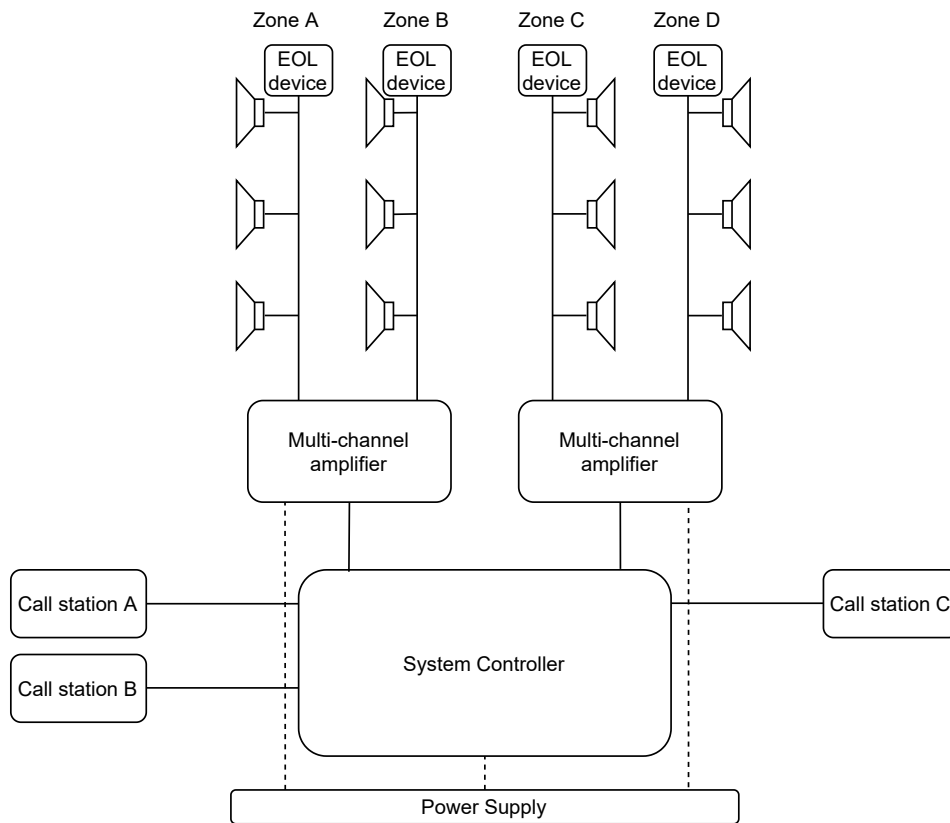 Zone A
Zone B
Zone C
Zone D
EOL
device
EOL
device
EOL
device
EOL
device
Multi-channel
amplifier
Multi-channel
amplifier
Call station A
Call station C
System Controller
Call station B
Power Supply